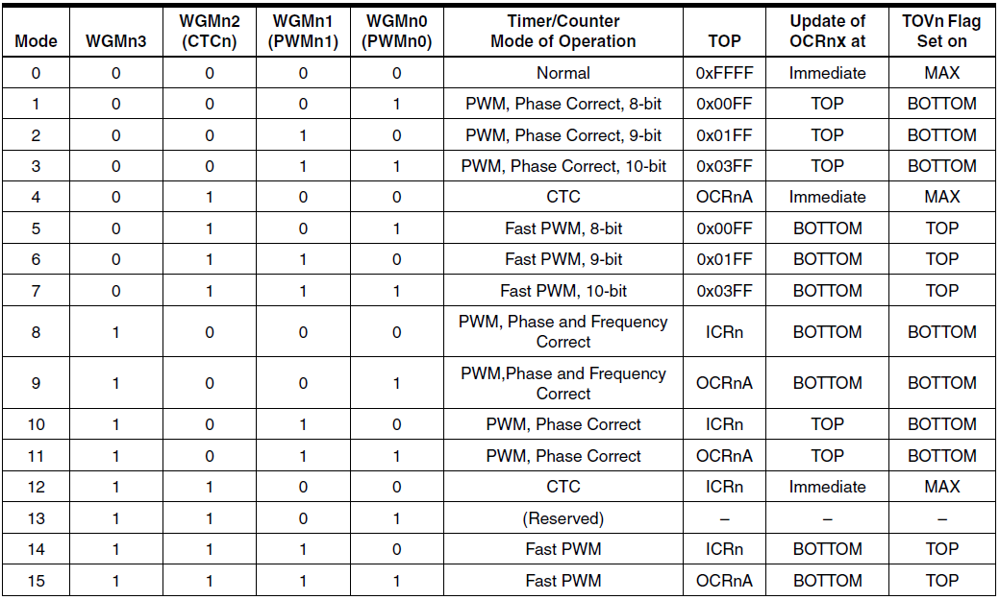 Mode WGMn3 WGMn2 (CTCn) WGMn1 (PWMn1) WGMn0 (PWMn0) Timer/Counter Mode of Operation TOP Update of OCRnx at TOVn Flag Set on
0 0 0 0 0 Normal 0xFFFF Immediate MAX
1 0 0 0 1 PWM, Phase Correct, 8-bit 0x00FF TOP BOTTOM
2 0 0 1 0 PWM, Phase Correct, 9-bit 0x01FF TOP BOTTOM
3 0 0 1 1 PWM, Phase Correct, 10-bit 0x03FF TOP BOTTOM
4 0 1 0 0 CTC OCRnA Immediate MAX
5 0 1 0 1 Fast PWM, 8-bit 0x00FF BOTTOM TOP
6 0 1 1 0 Fast PWM, 9-bit 0x01FF BOTTOM TOP
7 0 1 1 1 Fast PWM, 10-bit 0x03FF BOTTOM TOP
8 1 0 0 0 PWM, Phase and Frequency Correct ICRn BOTTOM BOTTOM
9 1 0 0 1 PWM,Phase and Frequency Correct OCRnA BOTTOM BOTTOM
10 1 0 1 0 PWM, Phase Correct ICRn TOP BOTTOM
11 1 0 1 1 PWM, Phase Correct OCRnA TOP BOTTOM
12 1 1 0 0 CTC ICRn Immediate MAX
13 1 1 0 1 (Reserved) – – –
14 1 1 1 0 Fast PWM ICRn BOTTOM TOP
15 1 1 1 1 Fast PWM OCRnA BOTTOM TOP